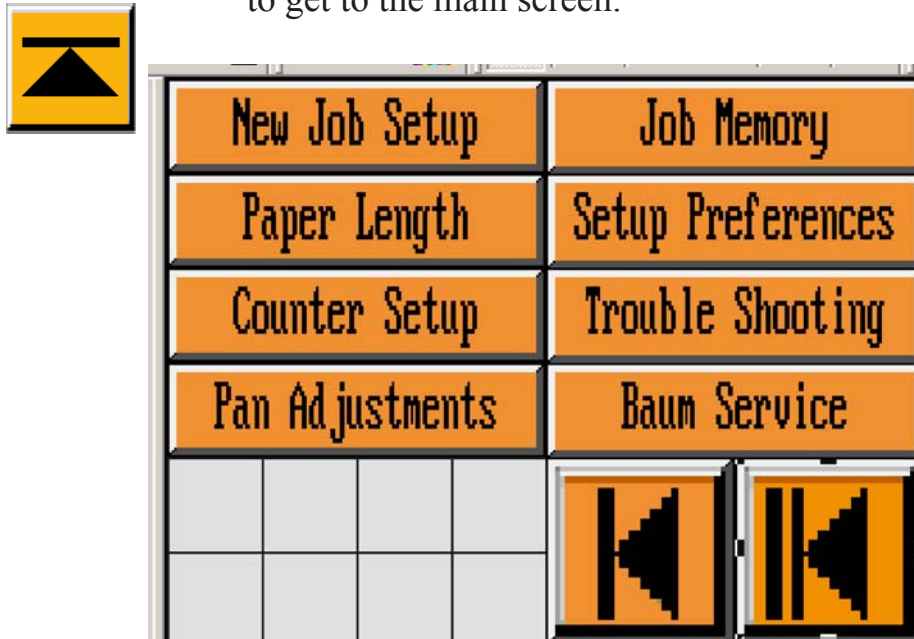 to get to the main screen.
New Job Setup
Job Memory
Paper Length
Setup Preferences
Counter Setup
Trouble Shooting
Pan Adjustments
Baum Service